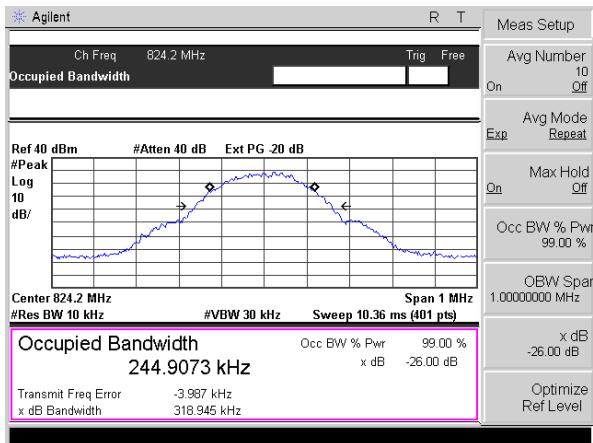 Agilent R T
Ch Freq 824.2 MHz Trig Free
Occupied Bandwidth
Ref 40 dBm #Atten 40 dB Ext PG -20 dB
#Peak
Log
10
dB/
Center 824.2 MHz Span 1 MHz
#Res BW 10 kHz #VBW 30 kHz Sweep 10.36 ms (401 pts)
Occupied Bandwidth Occ BW % Pwr 99.00 %
244.9073 kHz x dB -26.00 dB
Transmit Freq Error -3.987 kHz
x dB Bandwidth 318.945 kHz
Meas Setup
Avg Number
10
On Off
Avg Mode
Exp Repeat
Max Hold
On Off
Occ BW % Pwr
99.00 %
OBW Span
1.00000000 MHz
x dB
-26.00 dB
Optimize
Ref Level